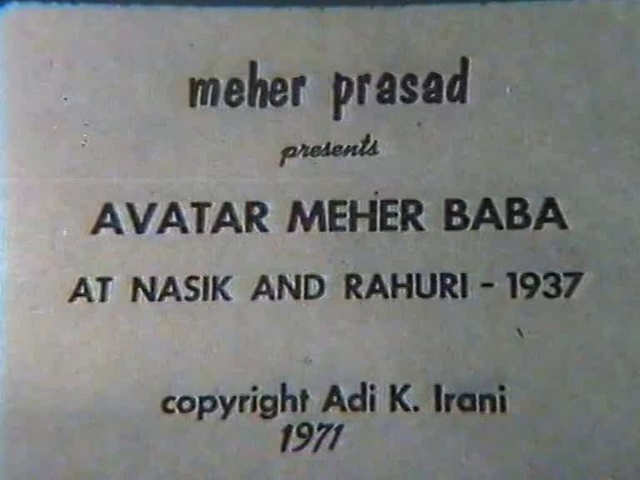 meher prasad
presents
AVATAR MEHER BABA
AT NASIK AND RAHURI - 1937
copyright Adi K. Irani
1971